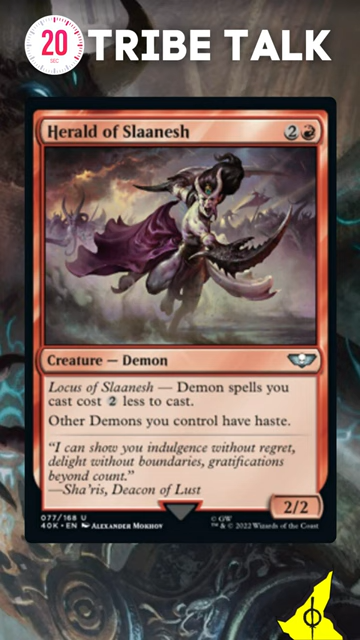 20
SEC
TRIBE TALK
Herald of Slaanesh
2
Creature — Demon
Locus of Slaanesh — Demon spells you
cast cost 2 less to cast.
Other Demons you control have haste.
“I can show you indulgence without regret,
delight without boundaries, gratifications
beyond count.”
—Sha’ris, Deacon of Lust
2/2
077/168 U
40K • EN Alexander Mokhov
© GW
™ & © 2022 Wizards of the Coast